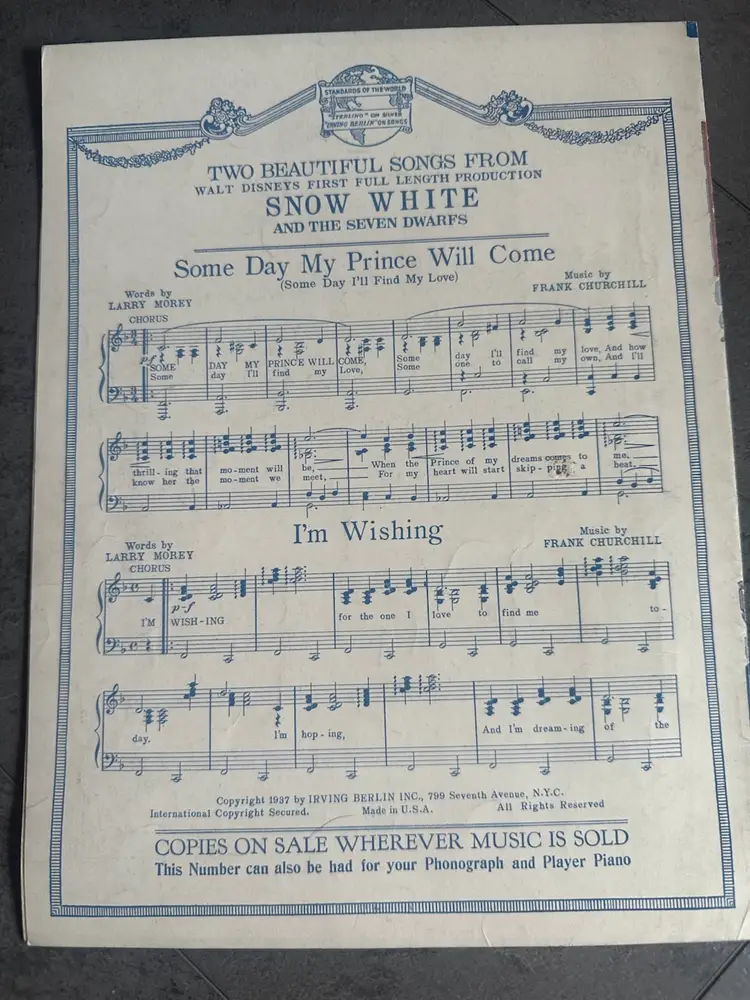 STANDARDS OF THE WORLD
"STERLING" ON SILVER
"IRVING BERLIN" ON SONGS
TWO BEAUTIFUL SONGS FROM
WALT DISNEYS FIRST FULL LENGTH PRODUCTION
SNOW WHITE
AND THE SEVEN DWARFS
Some Day My Prince Will Come
(Some Day I'll Find My Love)
Words by
LARRY MOREY
Music by
FRANK CHURCHILL
CHORUS
p-f
SOME DAY MY PRINCE WILL COME, Some day I'll find my love, And how
Some day I'll find my Love, Some one to call my own, And I'll
thrill-ing that mo-ment will be, When the Prince of my dreams comes to me.
know her the mo-ment we meet, For my heart will start skip-ping a beat.
I'm Wishing
Words by
LARRY MOREY
Music by
FRANK CHURCHILL
CHORUS
p-f
I'M WISH-ING for the one I love to find me to-
day. I'm hop-ing, And I'm dream-ing of the
Copyright 1937 by IRVING BERLIN INC., 799 Seventh Avenue, N.Y.C.
International Copyright Secured. Made in U.S.A. All Rights Reserved
COPIES ON SALE WHEREVER MUSIC IS SOLD
This Number can also be had for your Phonograph and Player Piano